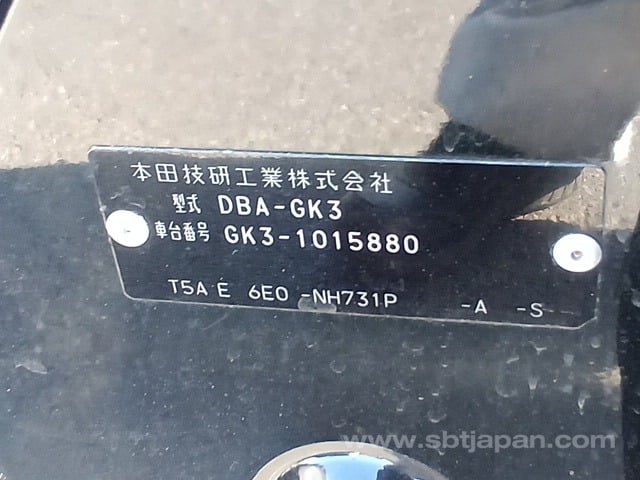 本田技研工業株式会社
型式 DBA-GK3
車台番号 GK3-1015880
T5A E 6E0 -NH731P -A -S
www.sbtjapan.com